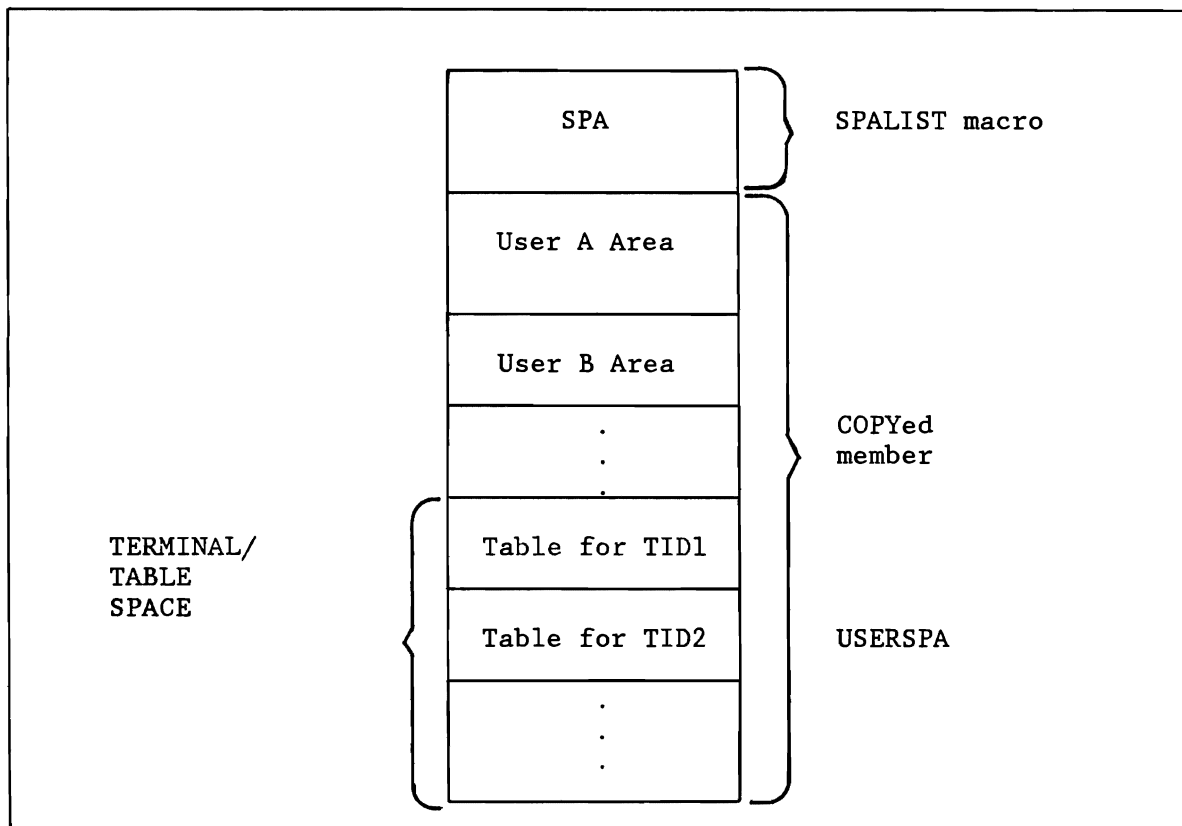 SPA
SPALIST macro
User A Area
User B Area
.
.
.
COPYed
member
TERMINAL/
TABLE
SPACE
Table for TID1
Table for TID2
USERSPA
.
.
.